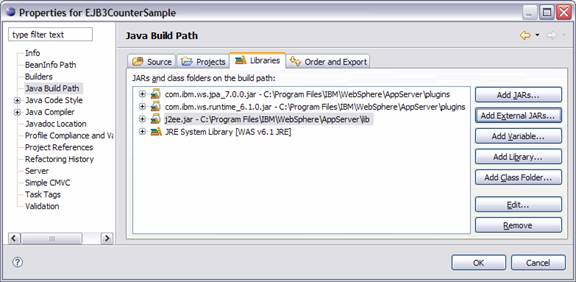 Properties for EJB3CounterSample
type filter text
Java Build Path
Info
BeanInfo Path
Builders
Java Build Path
Java Code Style
Java Compiler
Javadoc Location
Profile Compliance and Va
Project References
Refactoring History
Server
Simple CMVC
Task Tags
Validation
Source
Projects
Libraries
Order and Export
JARs and class folders on the build path:
com.ibm.ws.jpa_7.0.0.jar - C:\Program Files\IBM\WebSphere\AppServer\plugins
com.ibm.ws.runtime_6.1.0.jar - C:\Program Files\IBM\WebSphere\AppServer\plugins
j2ee.jar - C:\Program Files\IBM\WebSphere\AppServer\lib
JRE System Library [WAS v6.1 JRE]
Add JARs...
Add External JARs...
Add Variable...
Add Library...
Add Class Folder...
Edit...
Remove
OK
Cancel